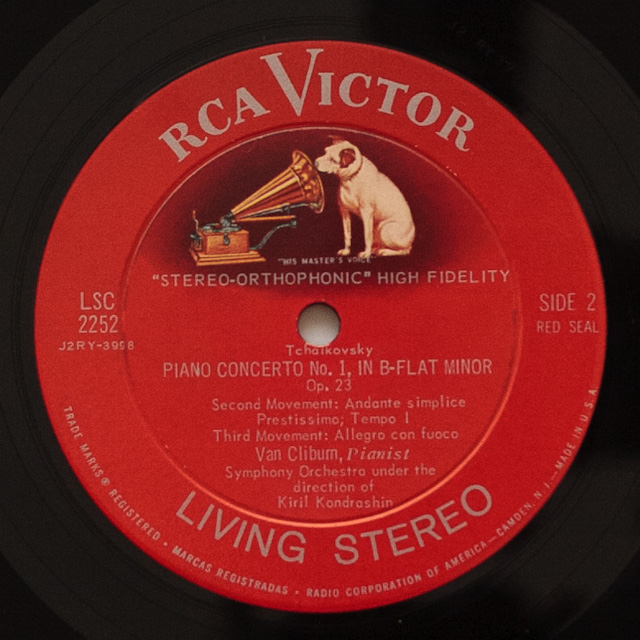 RCA VICTOR
"HIS MASTER'S VOICE"
"STEREO-ORTHOPHONIC" HIGH FIDELITY
LSC
2252
J2RY-3998
SIDE 2
RED SEAL
Tchaikovsky
PIANO CONCERTO No. 1, IN B-FLAT MINOR
Op. 23
Second Movement: Andante simplice
Prestissimo; Tempo I
Third Movement: Allegro con fuoco
Van Cliburn, Pianist
Symphony Orchestra under the
direction of
Kiril Kondrashin
LIVING STEREO
TRADE MARKS ® REGISTERED • MARCAS REGISTRADAS • RADIO CORPORATION OF AMERICA—CAMDEN, N.J.—MADE IN U.S.A.